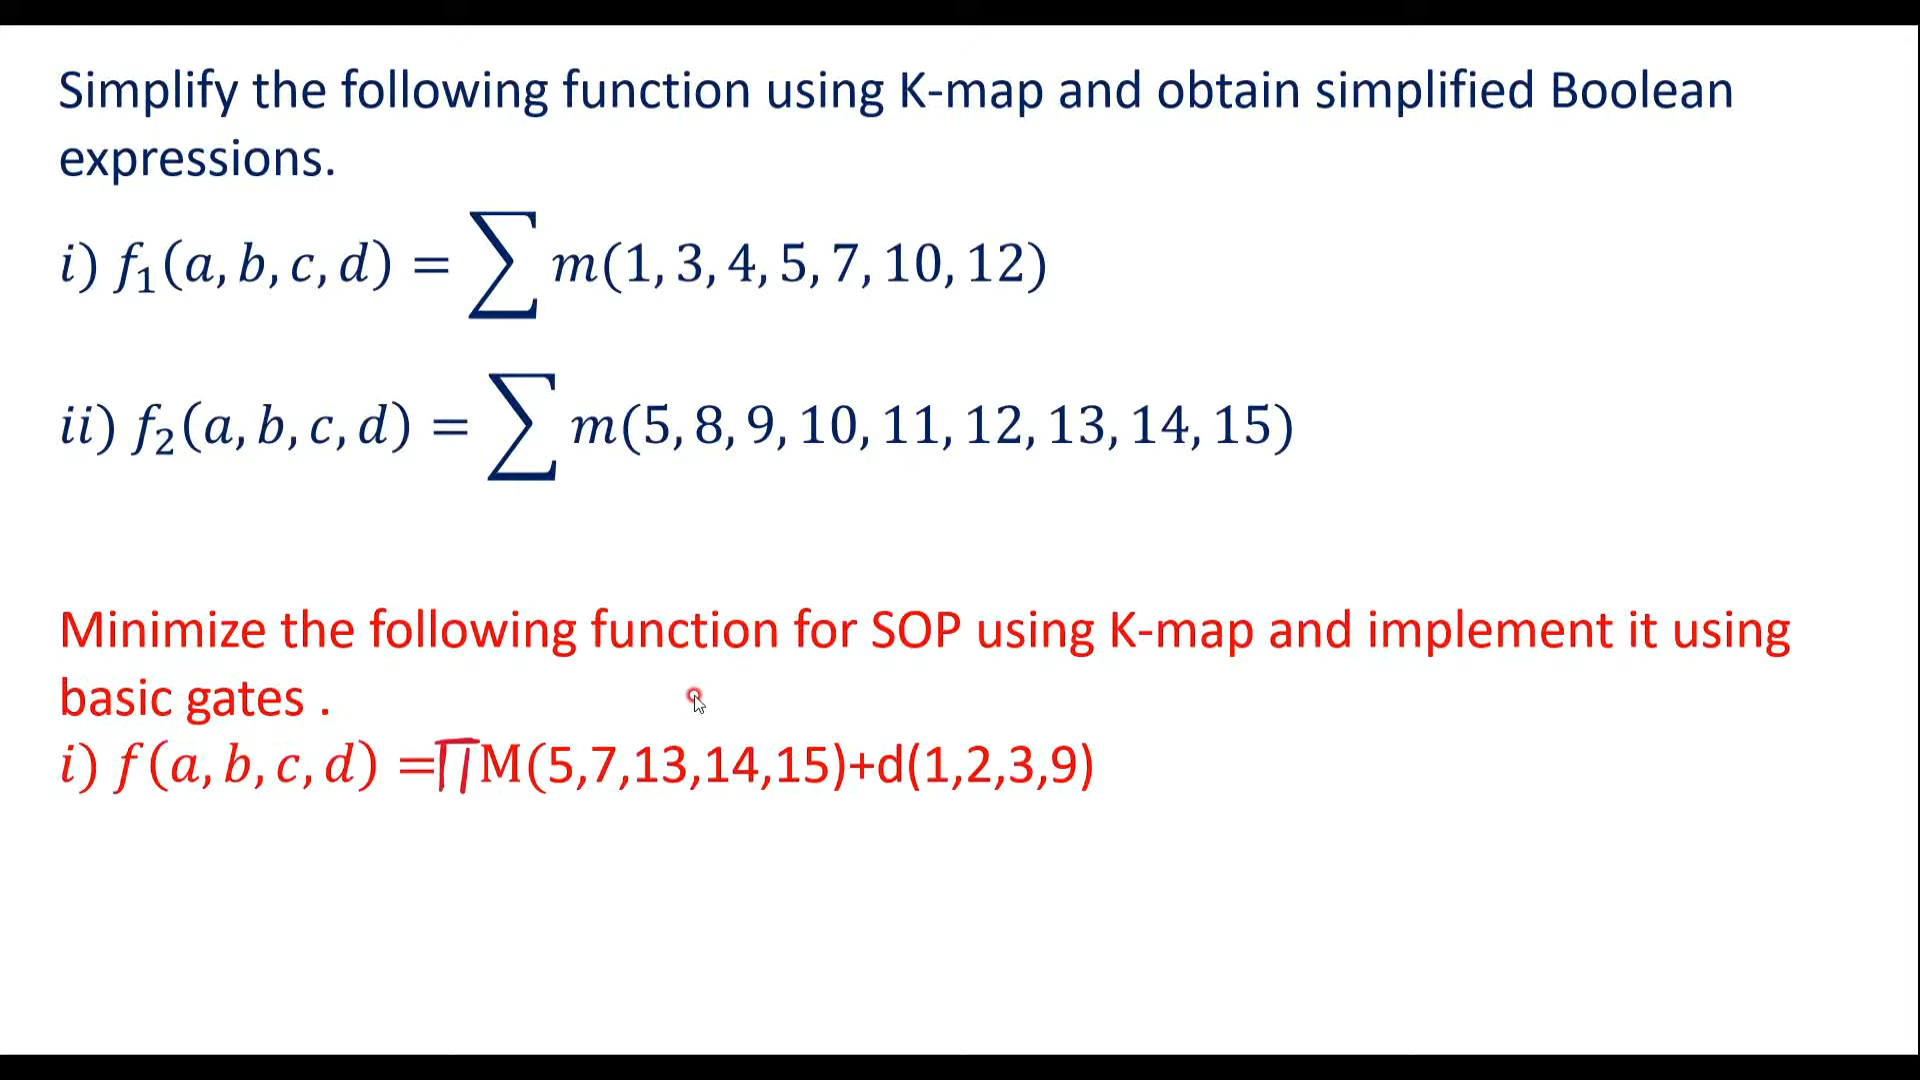 Simplify the following function using K-map and obtain simplified Boolean
expressions.
i) f₁(a, b, c, d) = ∑ m(1, 3, 4, 5, 7, 10, 12)
ii) f₂(a, b, c, d) = ∑ m(5, 8, 9, 10, 11, 12, 13, 14, 15)
Minimize the following function for SOP using K-map and implement it using
basic gates .
i) f(a, b, c, d) =∏M(5,7,13,14,15)+d(1,2,3,9)